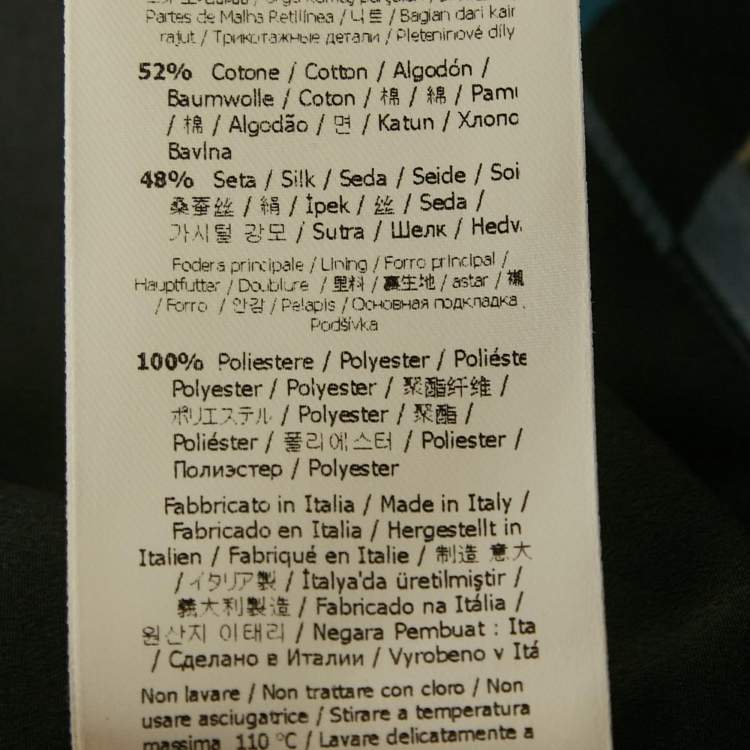 Partes de Malha Retilínea / 니트 / Bagian dari kain
rajut / Трикотажные детали / Pleteninové díly
52% Cotone / Cotton / Algodón /
Baumwolle / Coton / 棉 / 綿 / Pamu
/ 棉 / Algodão / 면 / Katun / Хлопо
Bavlna
48% Seta / Silk / Seda / Seide / Soi
桑蚕丝 / 絹 / İpek / 丝 / Seda /
가시털 강모 / Sutra / Шелк / Hedv
Fodera principale / Lining / Forro principal /
Hauptfutter / Doublure / 里料 / 裏生地 / astar / 襯
/ Forro / 안감 / Pelapis / Основная подкладка
Podšívka
100% Poliestere / Polyester / Poliéste
Polyester / Polyester / 聚酯纤维 /
ポリエステル / Polyester / 聚酯 /
Poliéster / 폴리에스터 / Poliester /
Полиэстер / Polyester
Fabbricato in Italia / Made in Italy /
Fabricado en Italia / Hergestellt in
Italien / Fabriqué en Italie / 制造 意大
/ イタリア製 / İtalya'da üretilmiştir /
義大利製造 / Fabricado na Itália /
원산지 이태리 / Negara Pembuat : Ita
/ Сделано в Италии / Vyrobeno v Itá
Non lavare / Non trattare con cloro / Non
usare asciugatrice / Stirare a temperatura
massima 110 °C / Lavare delicatamente a